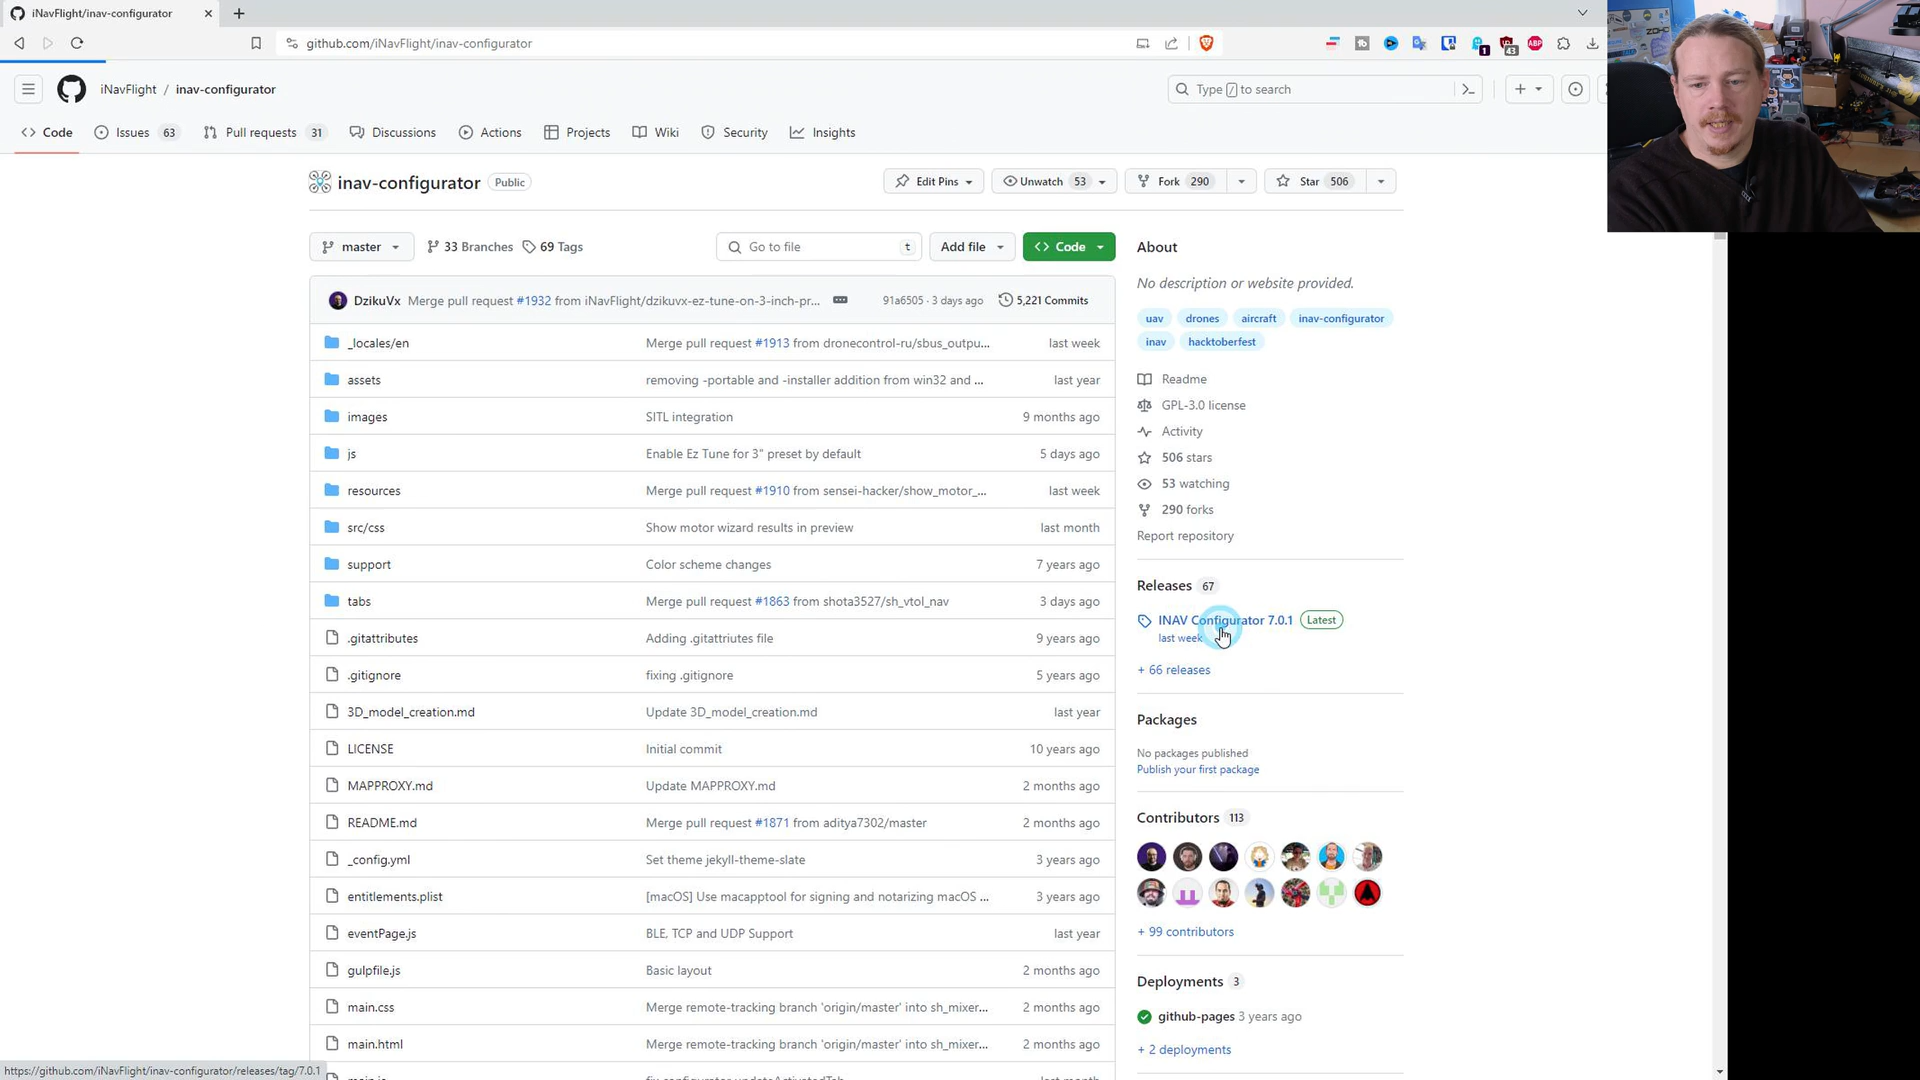 iNavFlight/inav-configurator
github.com/iNavFlight/inav-configurator
1
43
ABP
iNavFlight / inav-configurator
Type / to search
Code
Issues 63
Pull requests 31
Discussions
Actions
Projects
Wiki
Security
Insights
inav-configurator Public
Edit Pins
Unwatch 53
Fork 290
Star 506
master
33 Branches
69 Tags
Go to file t
Add file
Code
DzikuVx Merge pull request #1932 from iNavFlight/dzikuvx-ez-tune-on-3-inch-pr... 91a6505 · 3 days ago 5,221 Commits
_locales/en Merge pull request #1913 from dronecontrol-ru/sbus_outpu... last week
assets removing -portable and -installer addition from win32 and ... last year
images SITL integration 9 months ago
js Enable Ez Tune for 3" preset by default 5 days ago
resources Merge pull request #1910 from sensei-hacker/show_motor_... last week
src/css Show motor wizard results in preview last month
support Color scheme changes 7 years ago
tabs Merge pull request #1863 from shota3527/sh_vtol_nav 3 days ago
.gitattributes Adding .gitattriutes file 9 years ago
.gitignore fixing .gitignore 5 years ago
3D_model_creation.md Update 3D_model_creation.md last year
LICENSE Initial commit 10 years ago
MAPPROXY.md Update MAPPROXY.md 2 months ago
README.md Merge pull request #1871 from aditya7302/master 2 months ago
_config.yml Set theme jekyll-theme-slate 3 years ago
entitlements.plist [macOS] Use macapptool for signing and notarizing macOS ... 3 years ago
eventPage.js BLE, TCP and UDP Support last year
gulpfile.js Basic layout 2 months ago
main.css Merge remote-tracking branch 'origin/master' into sh_mixer... 2 months ago
main.html Merge remote-tracking branch 'origin/master' into sh_mixer... 2 months ago
About
No description or website provided.
uav drones aircraft inav-configurator
inav hacktoberfest
Readme
GPL-3.0 license
Activity
506 stars
53 watching
290 forks
Report repository
Releases 67
INAV Configurator 7.0.1 Latest
last week
+ 66 releases
Packages
No packages published
Publish your first package
Contributors 113
+ 99 contributors
Deployments 3
github-pages 3 years ago
+ 2 deployments
https://github.com/iNavFlight/inav-configurator/releases/tag/7.0.1